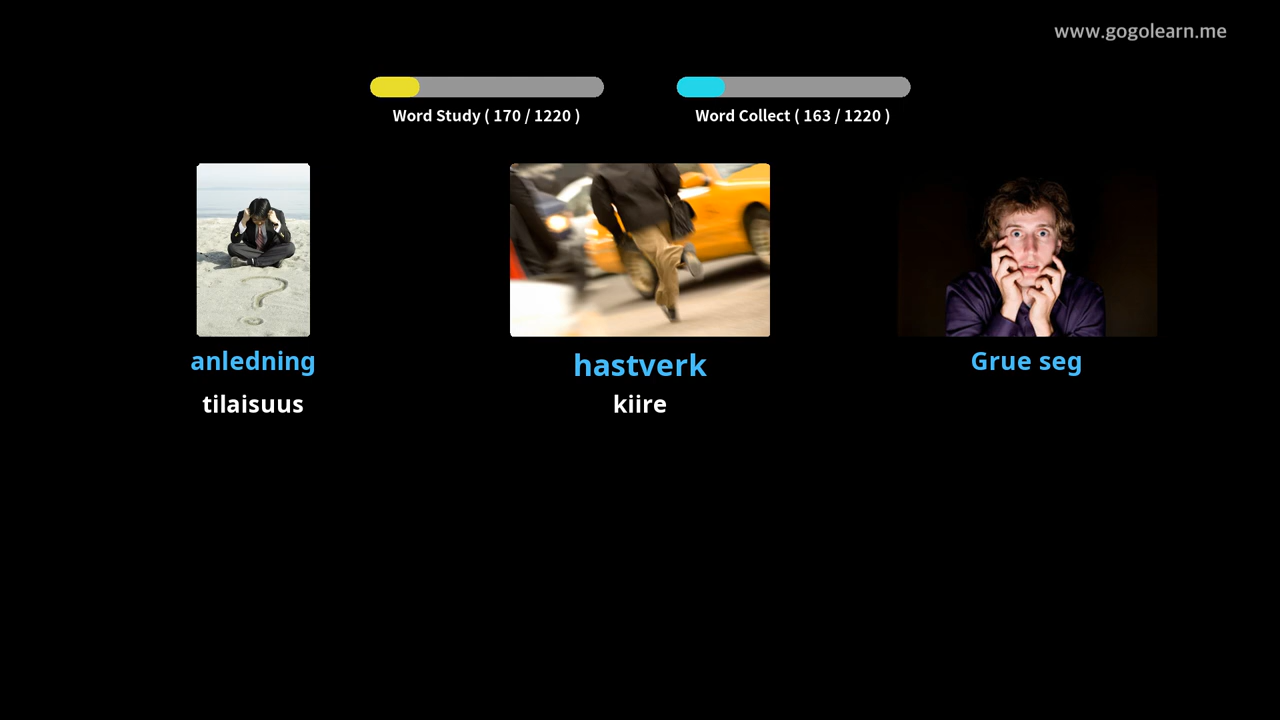 www.gogolearn.me
Word Study ( 170 / 1220 )
Word Collect ( 163 / 1220 )
anledning
hastverk
Grue seg
tilaisuus
kiire